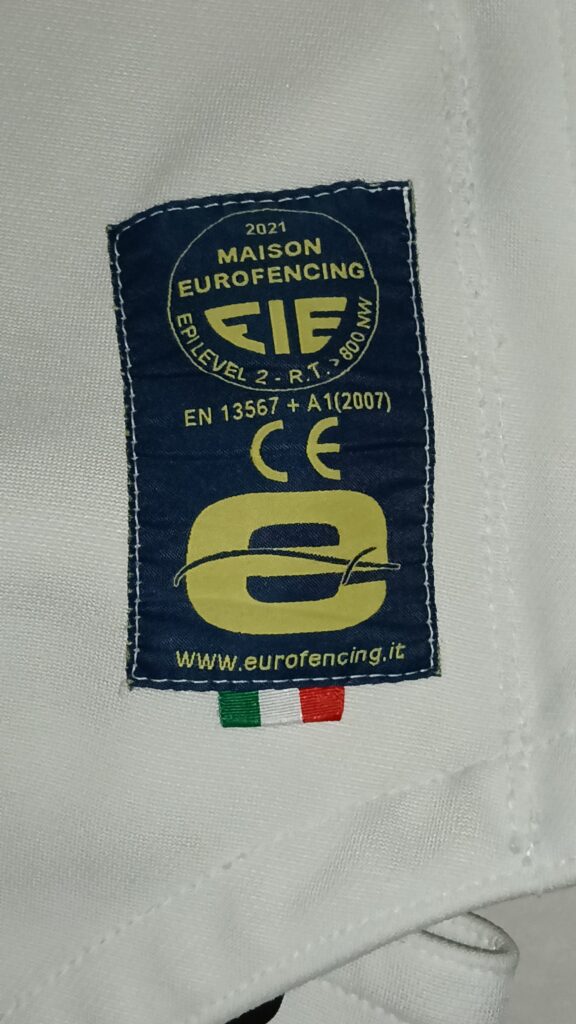 2021
MAISON
EUROFENCING
FIE
EPI LEVEL 2 - R.T. > 800 NW
EN 13567 + A1(2007)
CE
e
www.eurofencing.it